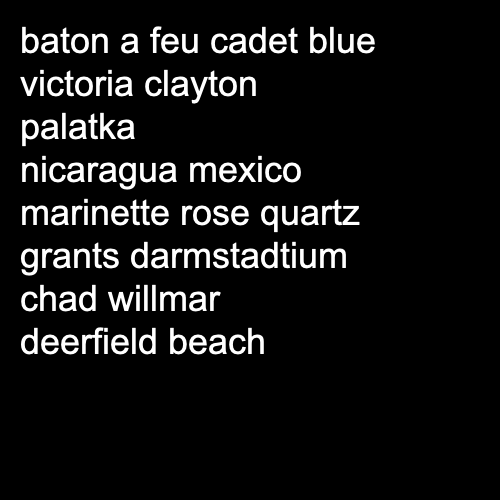 baton a feu cadet blue
victoria clayton
palatka
nicaragua mexico
marinette rose quartz
grants darmstadtium
chad willmar
deerfield beach